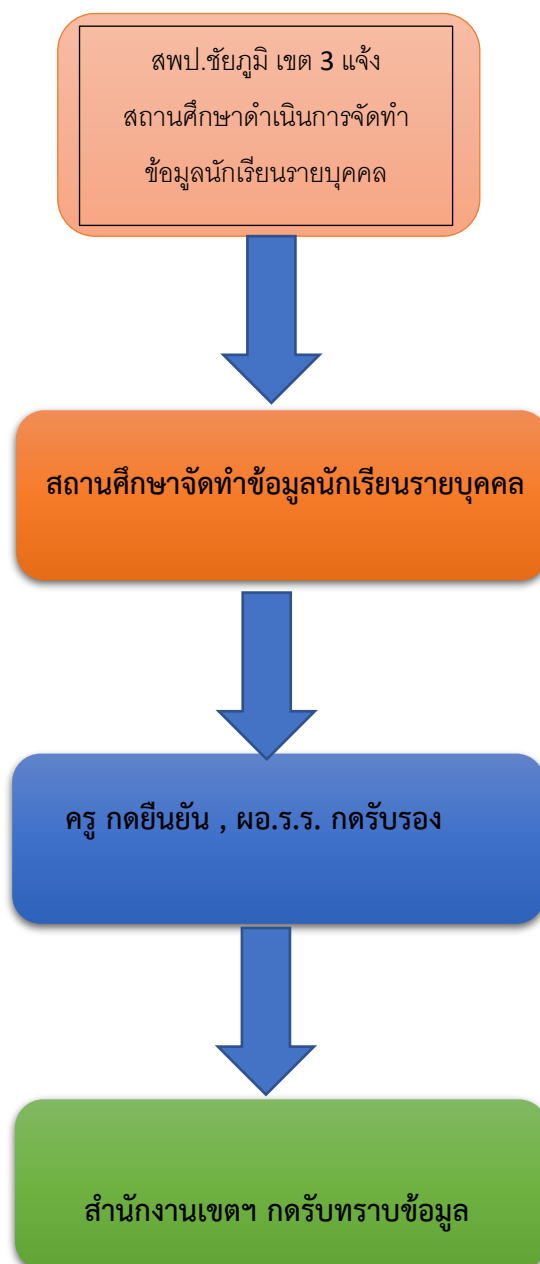 สพป.ชัยภูมิ เขต 3 แจ้ง
สถานศึกษาดำเนินการจัดทำ
ข้อมูลนักเรียนรายบุคคล
สถานศึกษาจัดทำข้อมูลนักเรียนรายบุคคล
ครู กดยืนยัน , ผอ.ร.ร. กดรับรอง
สำนักงานเขตฯ กดรับทราบข้อมูล